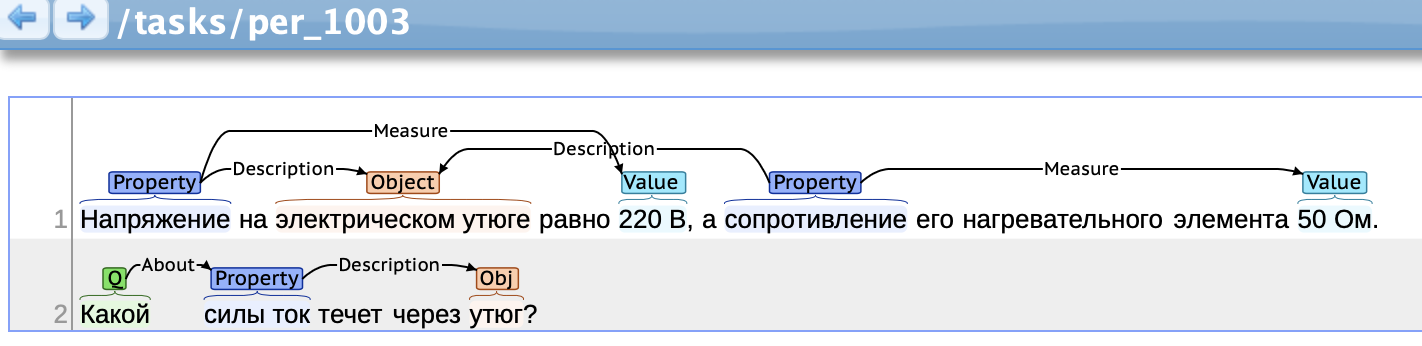 /tasks/per_1003
Measure
Description Description Measure
Property Object Value Property Value
1 Напряжение на электрическом утюге равно 220 В, а сопротивление его нагревательного элемента 50 Ом.
About Description
Q Property Obj
2 Какой силы ток течет через утюг?